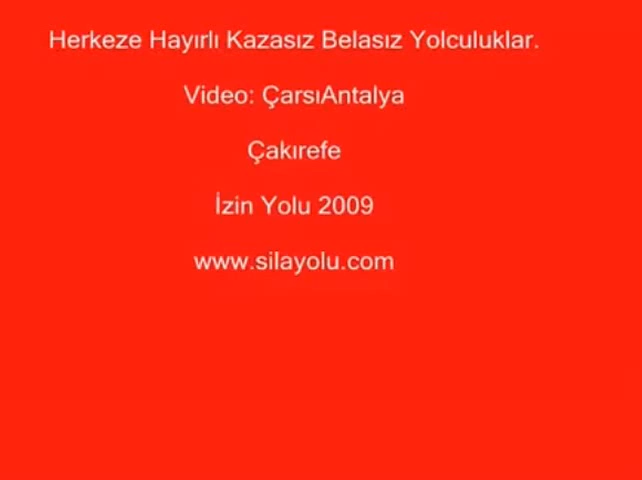 Herkeze Hayırlı Kazasız Belasız Yolculuklar.
Video: ÇarsıAntalya
Çakırefe
İzin Yolu 2009
www.silayolu.com